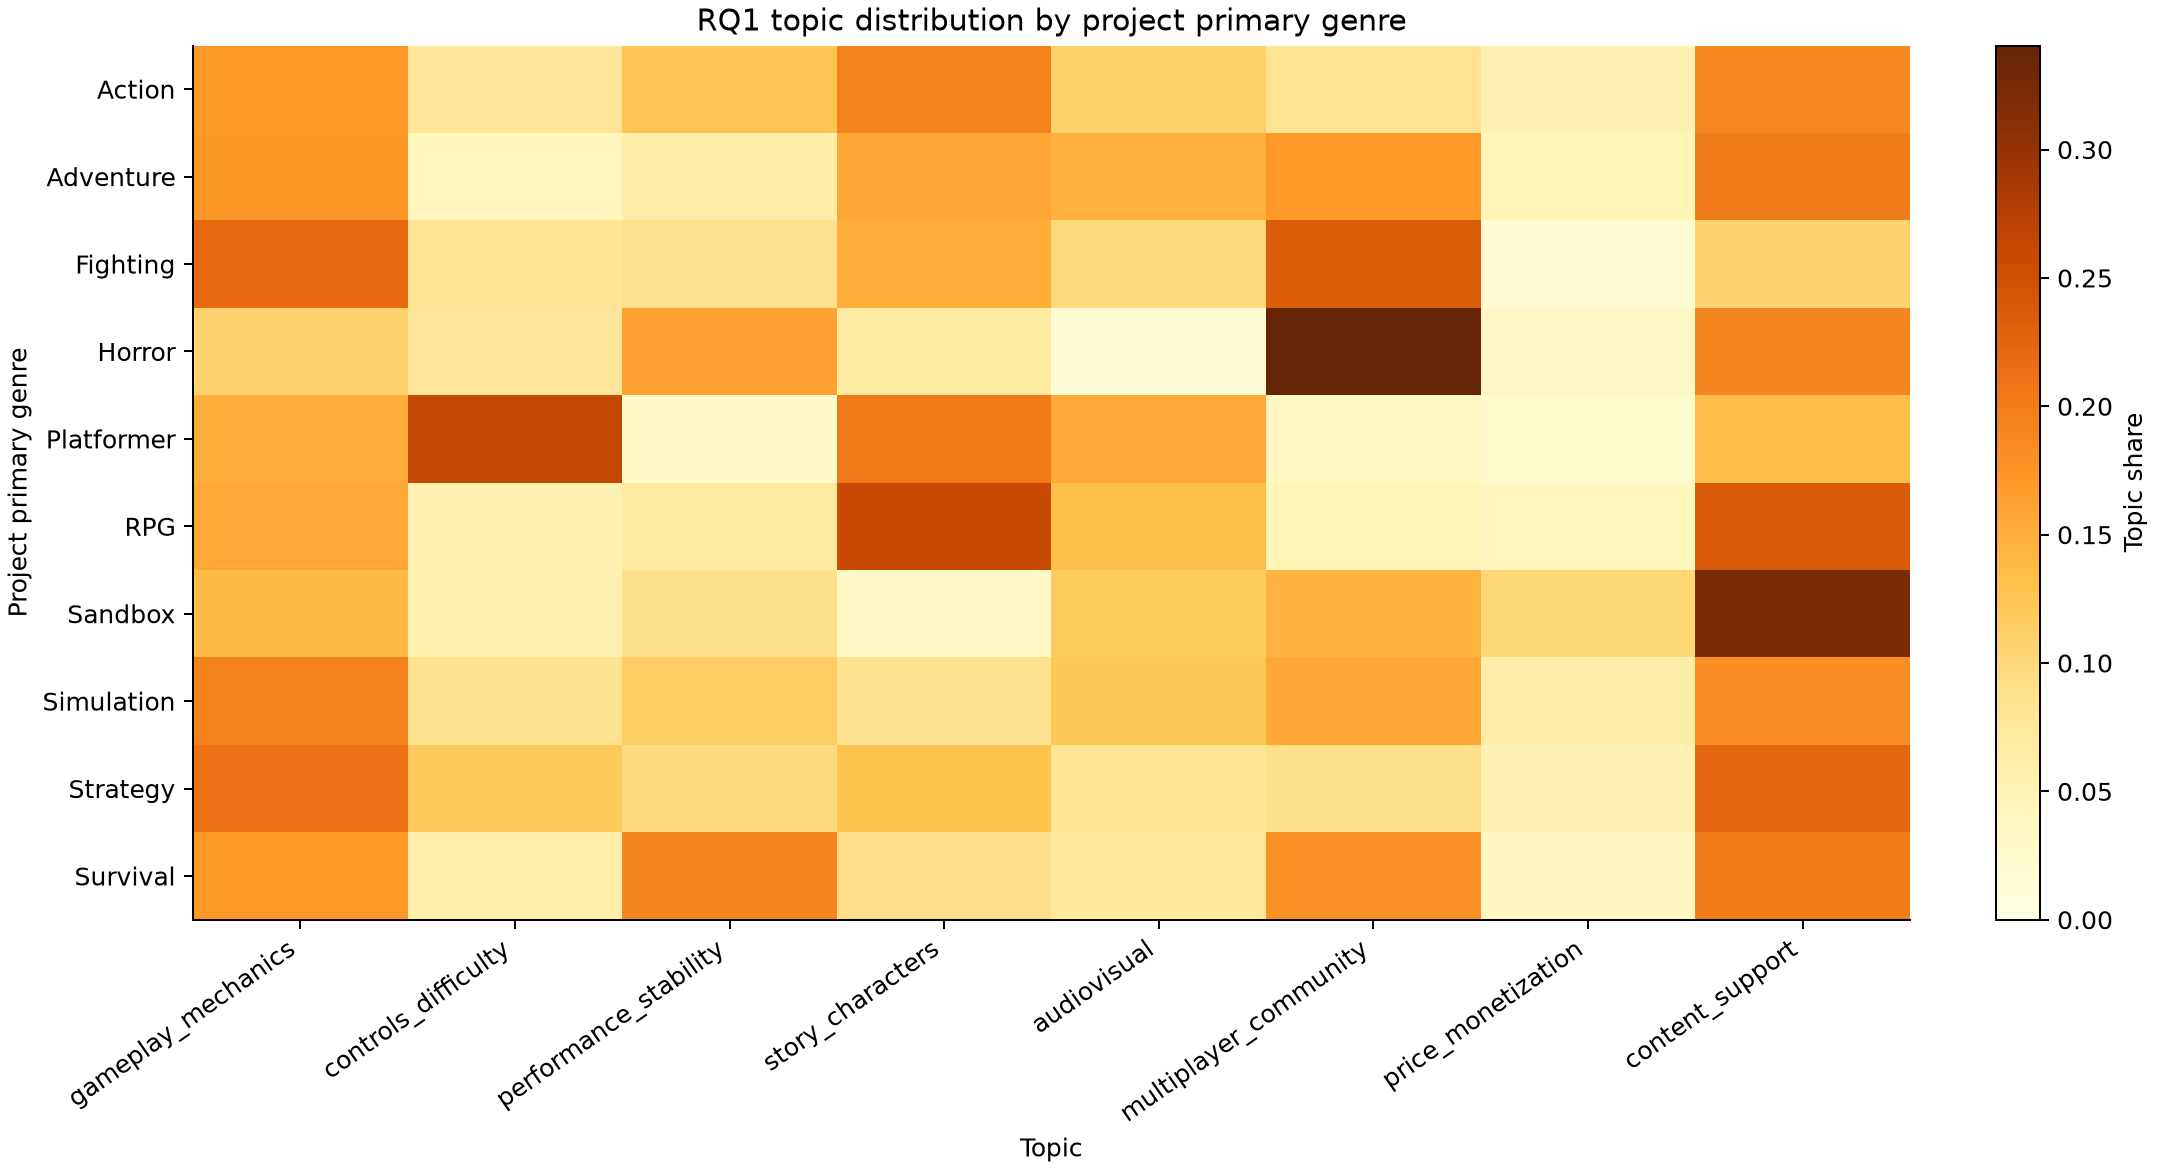 RQ1 topic distribution by project primary genre
Project primary genre
Action
Adventure
Fighting
Horror
Platformer
RPG
Sandbox
Simulation
Strategy
Survival
gameplay_mechanics
controls_difficulty
performance_stability
story_characters
audiovisual
multiplayer_community
price_monetization
content_support
Topic
0.30
0.25
0.20
0.15
0.10
0.05
0.00
Topic share